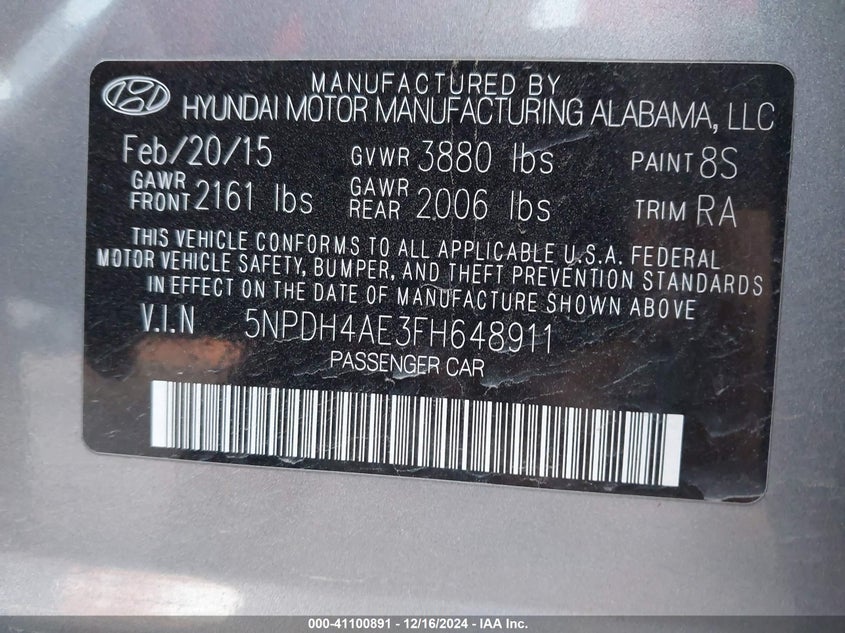 MANUFACTURED BY
HYUNDAI MOTOR MANUFACTURING ALABAMA, LLC
Feb/20/15 GVWR 3880 lbs PAINT 8S
GAWR FRONT 2161 lbs GAWR REAR 2006 lbs TRIM RA
THIS VEHICLE CONFORMS TO ALL APPLICABLE U.S.A. FEDERAL
MOTOR VEHICLE SAFETY, BUMPER, AND THEFT PREVENTION STANDARDS
IN EFFECT ON THE DATE OF MANUFACTURE SHOWN ABOVE
V.I.N 5NPDH4AE3FH648911
PASSENGER CAR
000-41100891 - 12/16/2024 - IAA Inc.